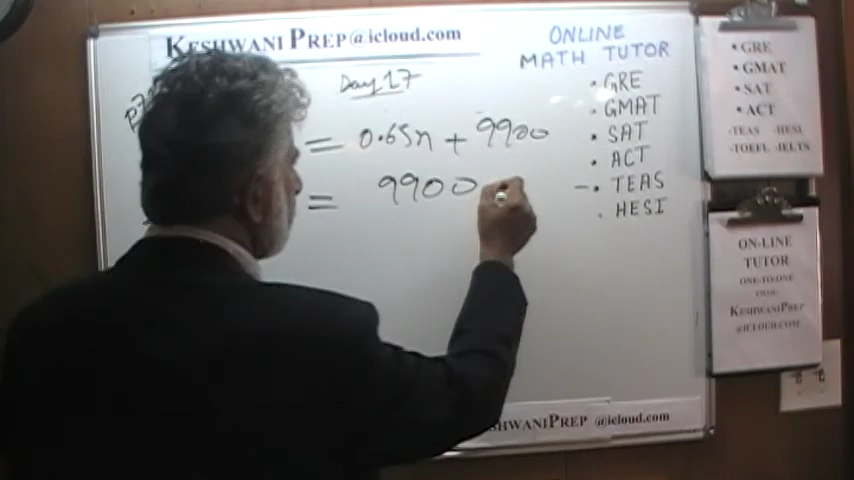 KESHWANI PREP@icloud.com
Day 17
= 0.65n + 9900
= 9900
ONLINE
MATH TUTOR
• GRE
• GMAT
• SAT
• ACT
• TEAS
• HESI
• GRE
• GMAT
• SAT
• ACT
-TEAS -HESI
-TOEFL -IELTS
ON-LINE
TUTOR
ONE-TO-ONE
KESHWANIPREP
@ICLOUD.COM
SHWANIPREP @icloud.com